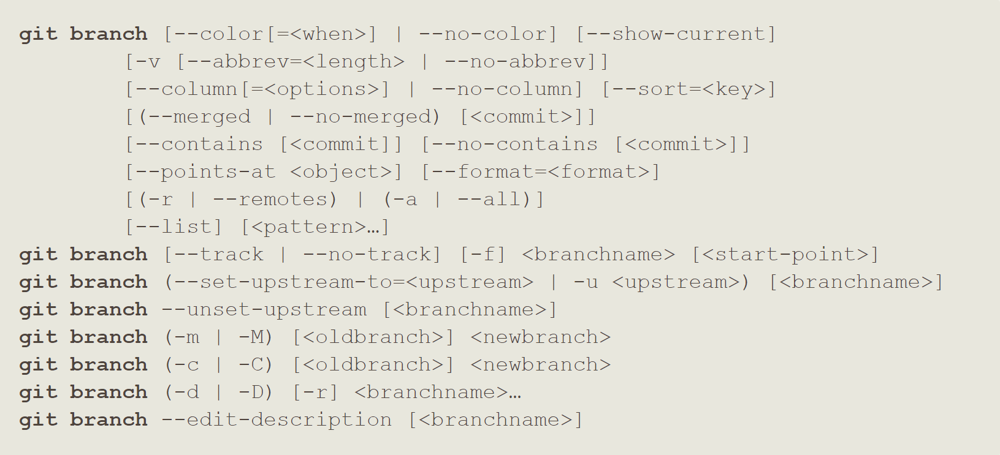 git branch [--color[=<when>] | --no-color] [--show-current]
[-v [--abbrev=<length> | --no-abbrev]]
[--column[=<options>] | --no-column] [--sort=<key>]
[(--merged | --no-merged) [<commit>]]
[--contains [<commit]] [--no-contains [<commit>]]
[--points-at <object>] [--format=<format>]
[(-r | --remotes) | (-a | --all)]
[--list] [<pattern>…]
git branch [--track | --no-track] [-f] <branchname> [<start-point>]
git branch (--set-upstream-to=<upstream> | -u <upstream>) [<branchname>]
git branch --unset-upstream [<branchname>]
git branch (-m | -M) [<oldbranch>] <newbranch>
git branch (-c | -C) [<oldbranch>] <newbranch>
git branch (-d | -D) [-r] <branchname>…
git branch --edit-description [<branchname>]